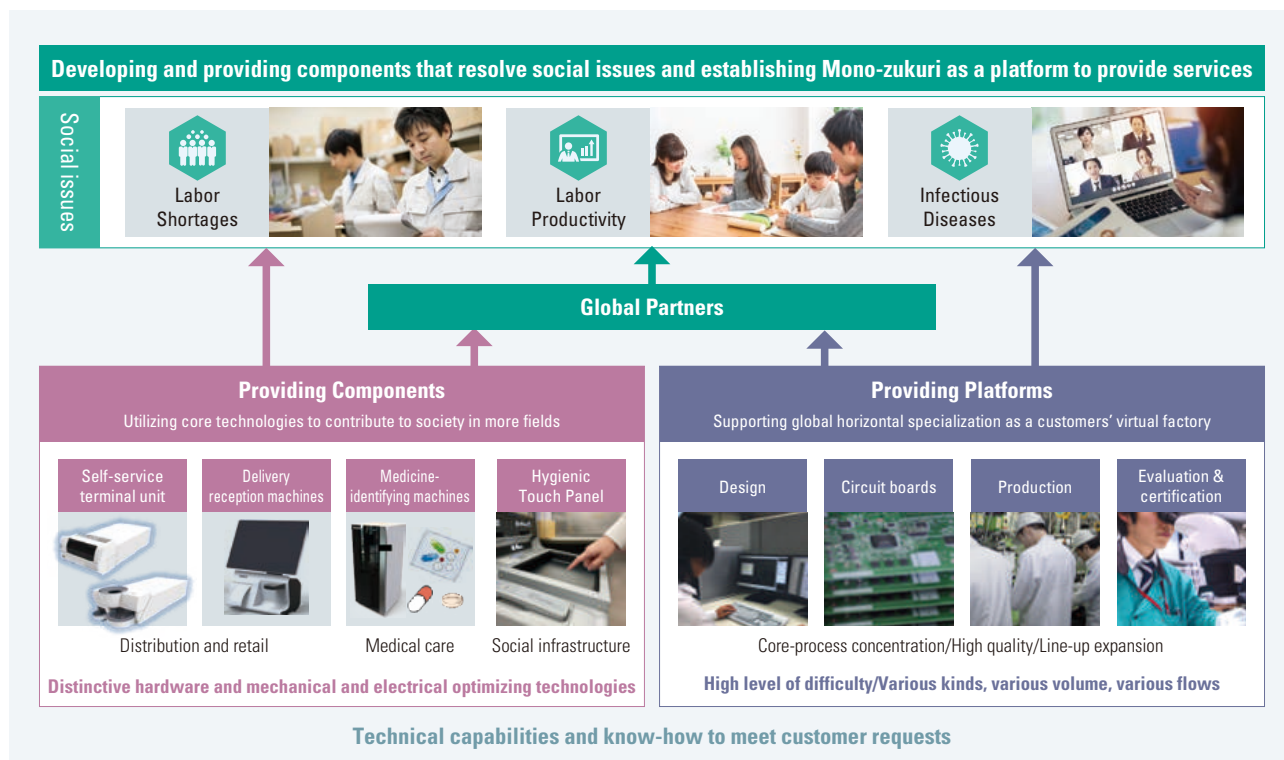 Developing and providing components that resolve social issues and establishing Mono-zukuri as a platform to provide services
Social issues
Labor
Shortages
Labor
Productivity
Infectious
Diseases
Global Partners
Providing Components
Utilizing core technologies to contribute to society in more fields
Self-service
terminal unit
Delivery
reception machines
Medicine-
identifying machines
Hygienic
Touch Panel
Distribution and retail
Medical care
Social infrastructure
Distinctive hardware and mechanical and electrical optimizing technologies
Providing Platforms
Supporting global horizontal specialization as a customers’ virtual factory
Design
Circuit boards
Production
Evaluation &
certification
Core-process concentration/High quality/Line-up expansion
High level of difficulty/Various kinds, various volume, various flows
Technical capabilities and know-how to meet customer requests